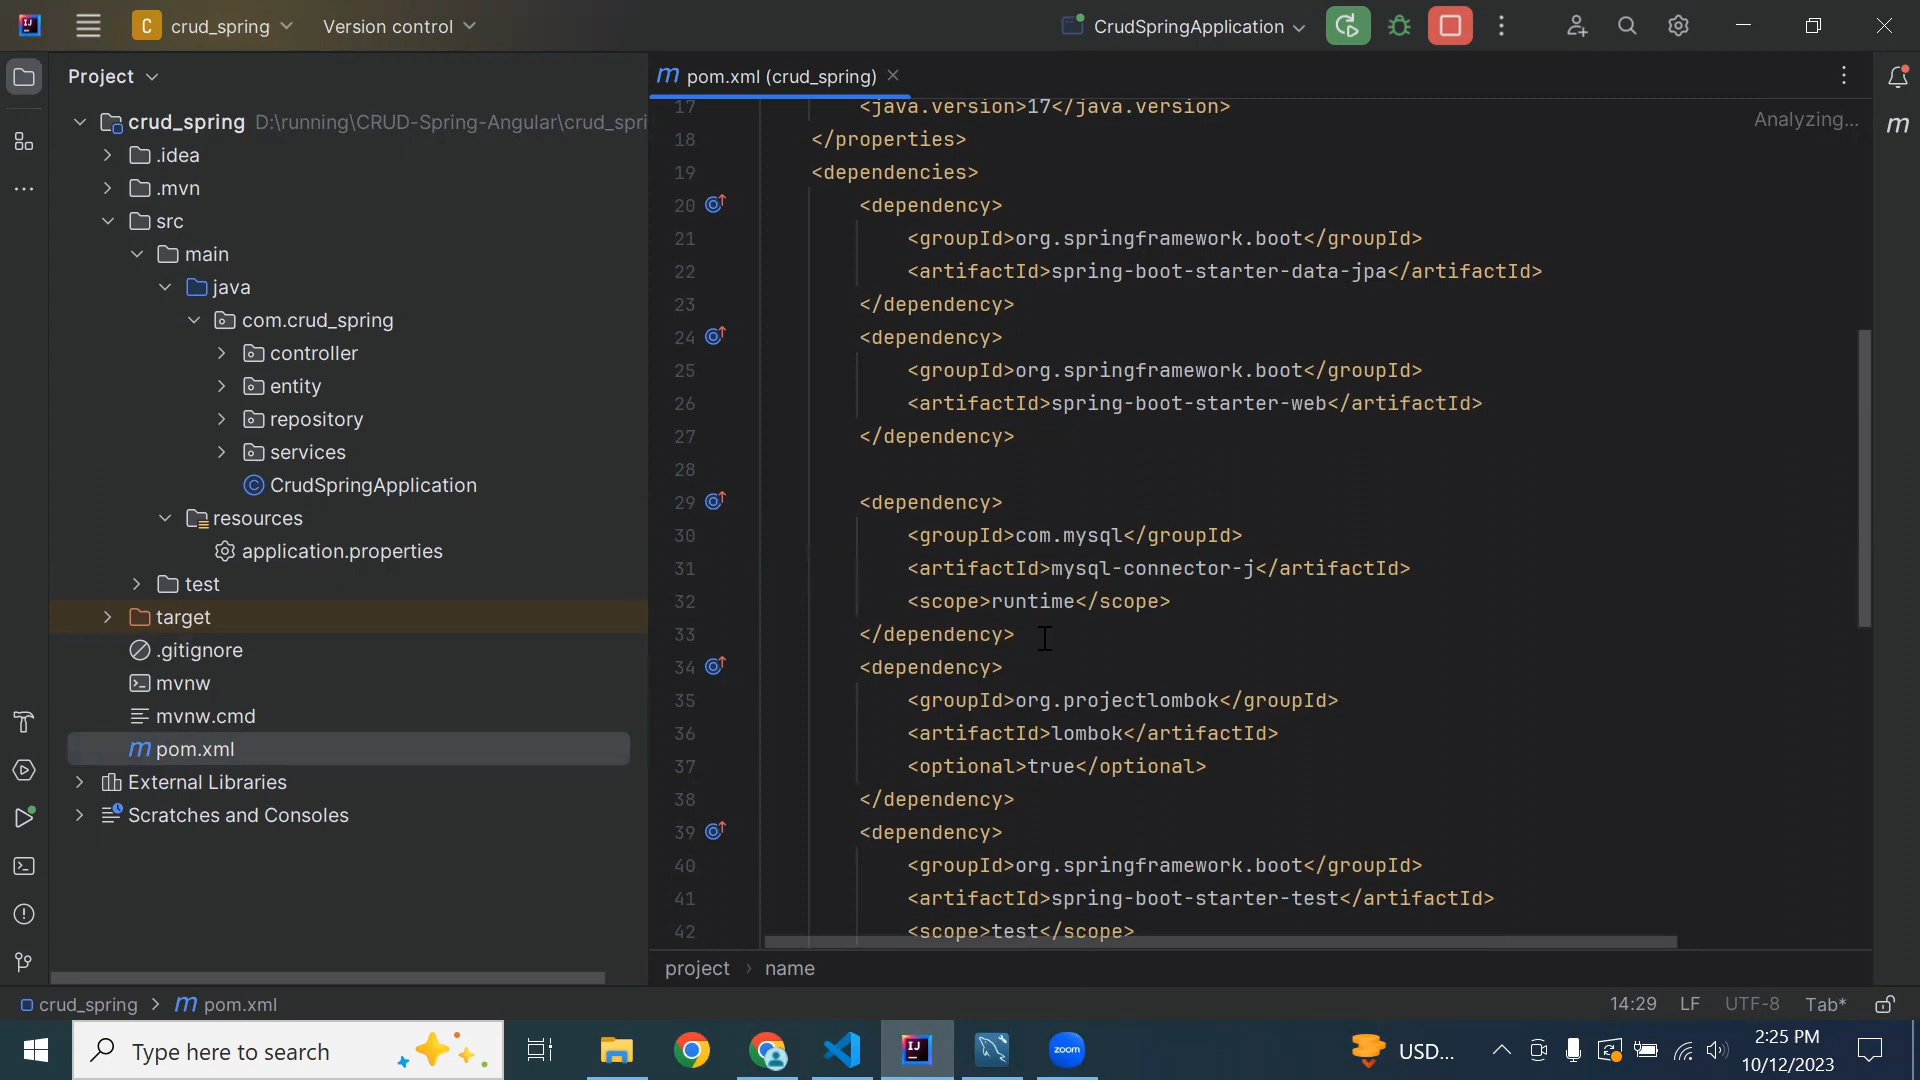 C crud_spring Version control CrudSpringApplication
Project
pom.xml (crud_spring)
crud_spring D:\running\CRUD-Spring-Angular\crud_spri
.idea
.mvn
src
main
java
com.crud_spring
controller
entity
repository
services
CrudSpringApplication
resources
application.properties
test
target
.gitignore
mvnw
mvnw.cmd
pom.xml
External Libraries
Scratches and Consoles
Analyzing...
17 <java.version>17</java.version>
18 </properties>
19 <dependencies>
20 <dependency>
21 <groupId>org.springframework.boot</groupId>
22 <artifactId>spring-boot-starter-data-jpa</artifactId>
23 </dependency>
24 <dependency>
25 <groupId>org.springframework.boot</groupId>
26 <artifactId>spring-boot-starter-web</artifactId>
27 </dependency>
28
29 <dependency>
30 <groupId>com.mysql</groupId>
31 <artifactId>mysql-connector-j</artifactId>
32 <scope>runtime</scope>
33 </dependency>
34 <dependency>
35 <groupId>org.projectlombok</groupId>
36 <artifactId>lombok</artifactId>
37 <optional>true</optional>
38 </dependency>
39 <dependency>
40 <groupId>org.springframework.boot</groupId>
41 <artifactId>spring-boot-starter-test</artifactId>
42 <scope>test</scope>
project > name
crud_spring > m pom.xml
14:29 LF UTF-8 Tab*
Type here to search
zoom
USD...
2:25 PM
10/12/2023